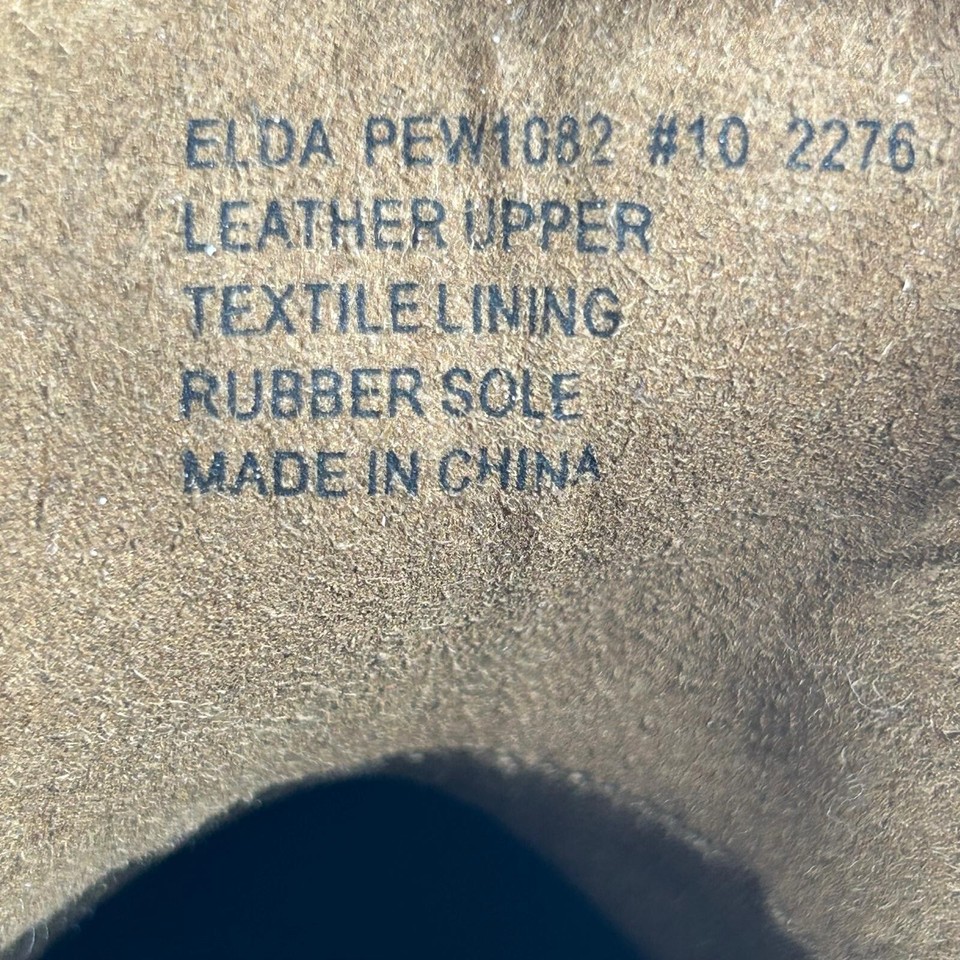 ELDA PEW1082 #10 2276
LEATHER UPPER
TEXTILE LINING
RUBBER SOLE
MADE IN CHINA